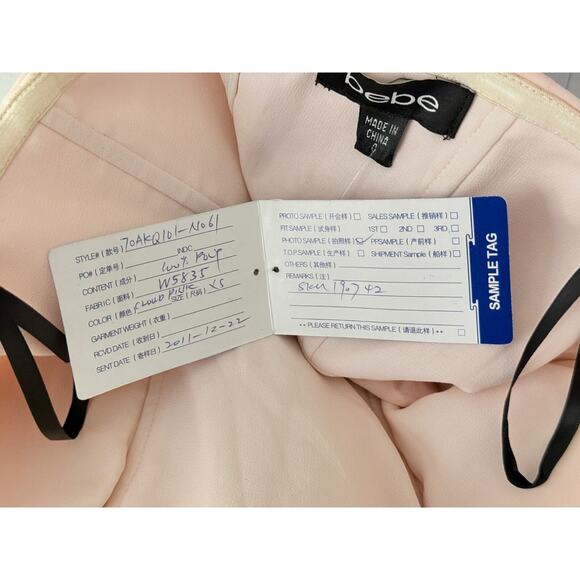 bebe
MADE IN
CHINA
STYLE# (款号) 70AKQ101-N061
PO# (定单号) INDC
CONTENT (成分) 100% POLY
FABRIC (面料) W5835
COLOR (颜色) CLOUD PINK SIZE (尺码) XS
GARMENT WEIGHT (衣重)
RCVD DATE (收到日)
SENT DATE (寄样日) 2011-12-22
PROTO SAMPLE (开会样) SALES SAMPLE (推销样)
FIT SAMPLE (试身样) 1ST 2ND 3RD
PHOTO SAMPLE (拍照样) PPSAMPLE (产前样)
T.O.P SAMPLE (生产样) SHIPMENT Sample (船样)
OTHERS (其他样)
REMARKS (注)
SKU 190742
** PLEASE RETURN THIS SAMPLE (请退此样) **
SAMPLE TAG